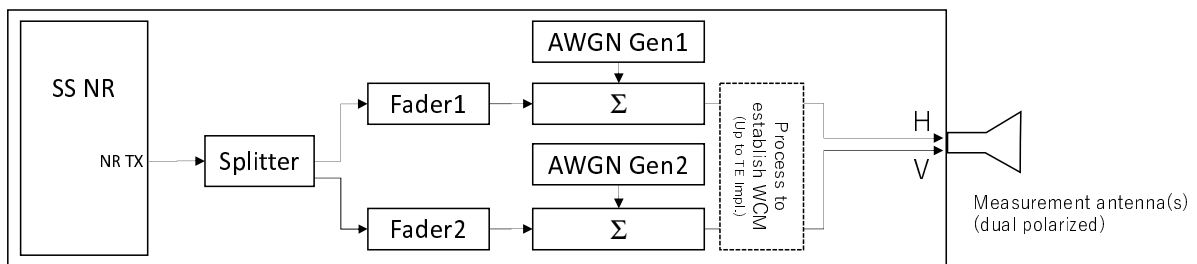 SS NR
NR TX
Splitter
Fader1
Fader2
AWGN Gen1
Σ
AWGN Gen2
Σ
Process to
establish WCM
(Up to TE Impl.)
H
V
Measurement antenna(s)
(dual polarized)